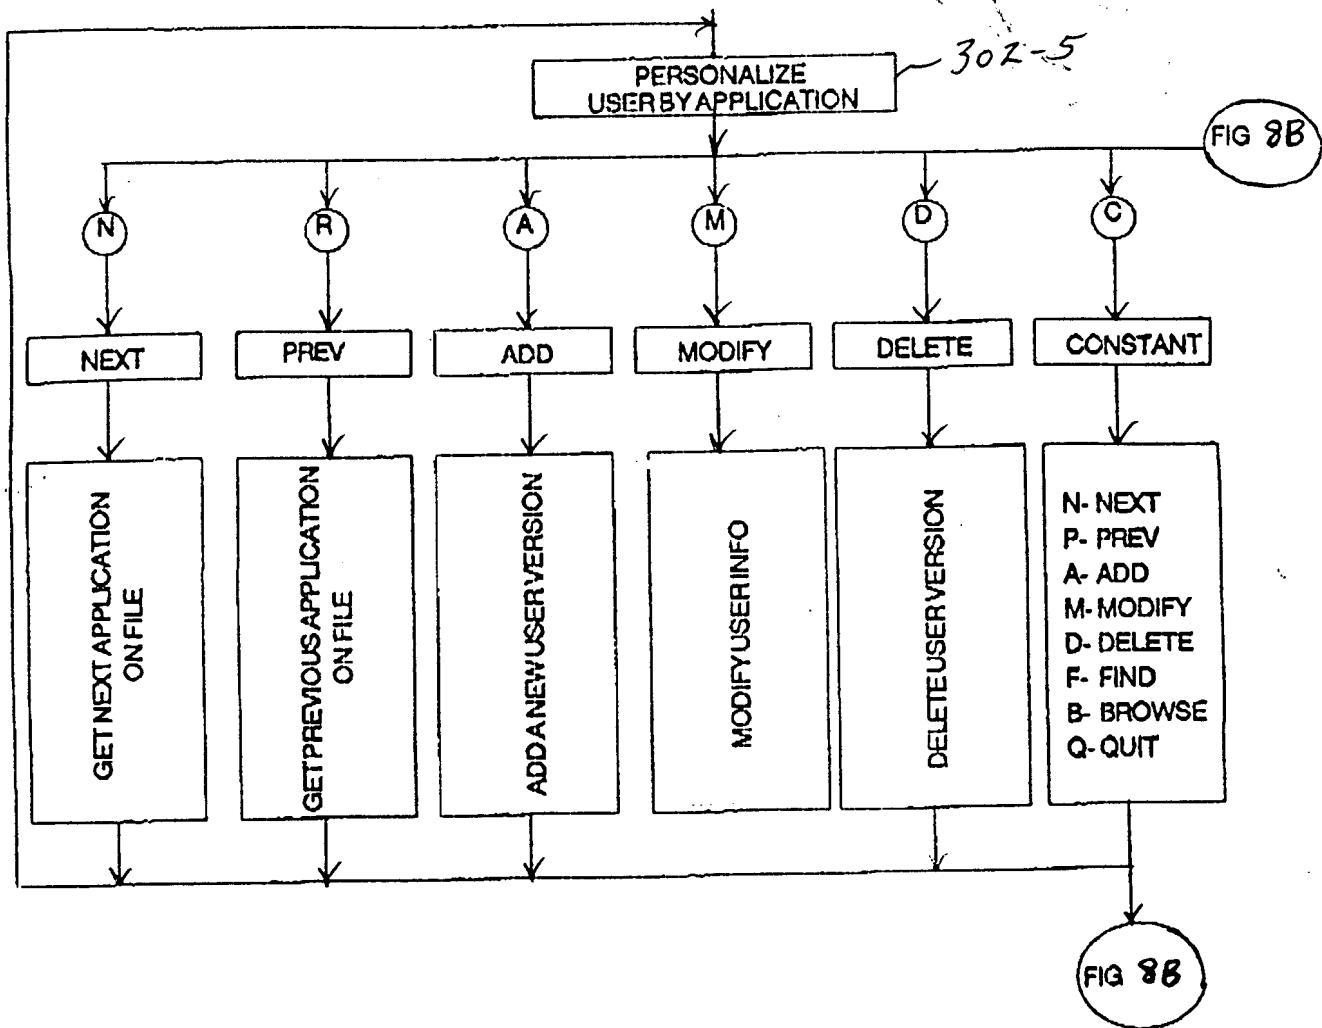 302-5
PERSONALIZE
USER BY APPLICATION
FIG 8B
N
R
A
M
D
C
NEXT
PREV
ADD
MODIFY
DELETE
CONSTANT
GET NEXT APPLICATION
ON FILE
GET PREVIOUS APPLICATION
ON FILE
ADD A NEW USER VERSION
MODIFY USER INFO
DELETE USER VERSION
N- NEXT
P- PREV
A- ADD
M- MODIFY
D- DELETE
F- FIND
B- BROWSE
Q- QUIT
FIG 8B